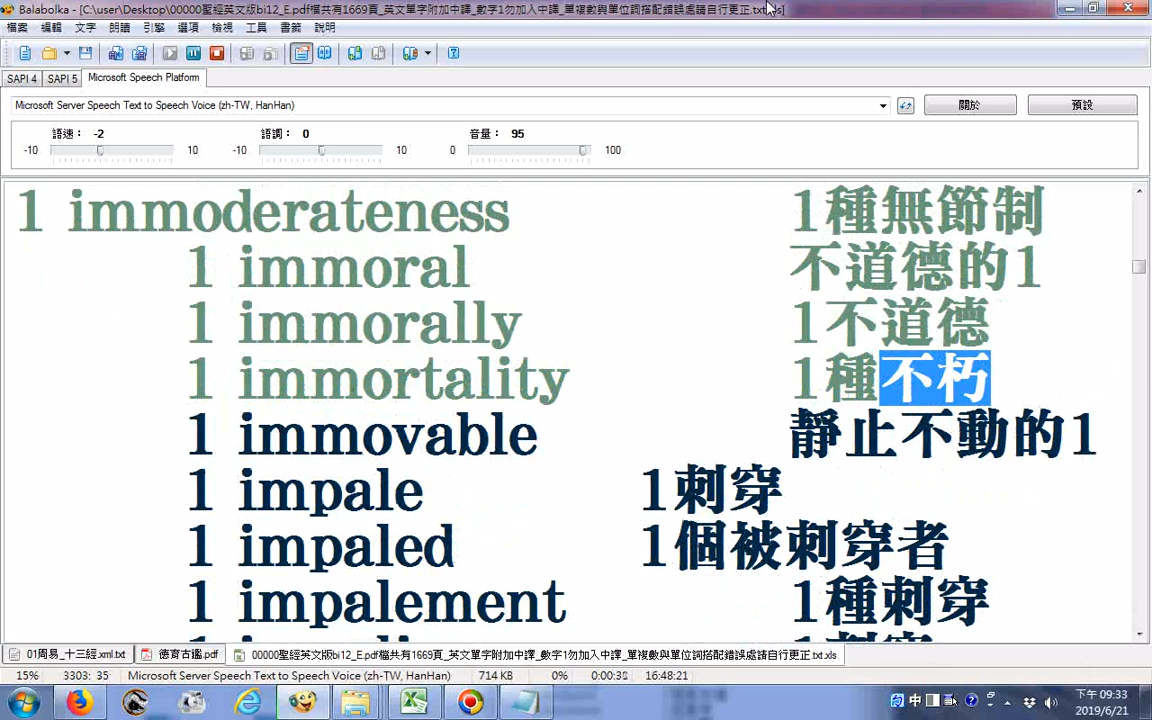 Balabolka - [C:\user\Desktop\00000聖經英文版bi12_E.pdf檔共有1669頁_英文單字附加中譯_數字1勿加入中譯_單複數與單位詞搭配錯誤處請自行更正.txt.xls]
檔案 編輯 文字 朗讀 引擎 選項 檢視 工具 書籤 說明
SAPI 4 SAPI 5 Microsoft Speech Platform
Microsoft Server Speech Text to Speech Voice (zh-TW, HanHan) 關於 預設
語速： -2 語調： 0 音量： 95
-10 10 -10 10 0 100
1 immoderateness 1種無節制
1 immoral 不道德的1
1 immorally 1不道德
1 immortality 1種不朽
1 immovable 靜止不動的1
1 impale 1刺穿
1 impaled 1個被刺穿者
1 impalement 1種刺穿
01周易_十三經.xml.txt 德育古鑑.pdf 00000聖經英文版bi12_E.pdf檔共有1669頁_英文單字附加中譯_數字1勿加入中譯_單複數與單位詞搭配錯誤處請自行更正.txt.xls
15% 3303: 35 Microsoft Server Speech Text to Speech Voice (zh-TW, HanHan) 714 KB 0% 0:00:31 16:48:21
中 下午 09:33
2019/6/21